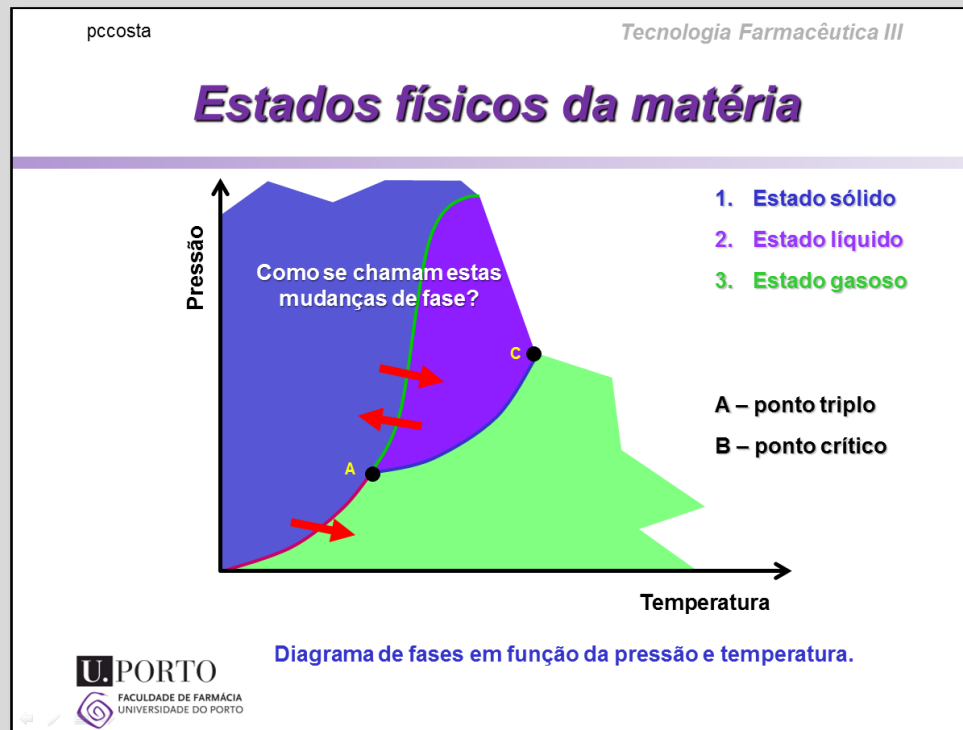 pccosta
Tecnologia Farmacêutica III
Estados físicos da matéria
Pressão
Como se chamam estas
mudanças de fase?
C
A
1. Estado sólido
2. Estado líquido
3. Estado gasoso
A – ponto triplo
B – ponto crítico
Temperatura
Diagrama de fases em função da pressão e temperatura.
U.PORTO
FACULDADE DE FARMÁCIA
UNIVERSIDADE DO PORTO